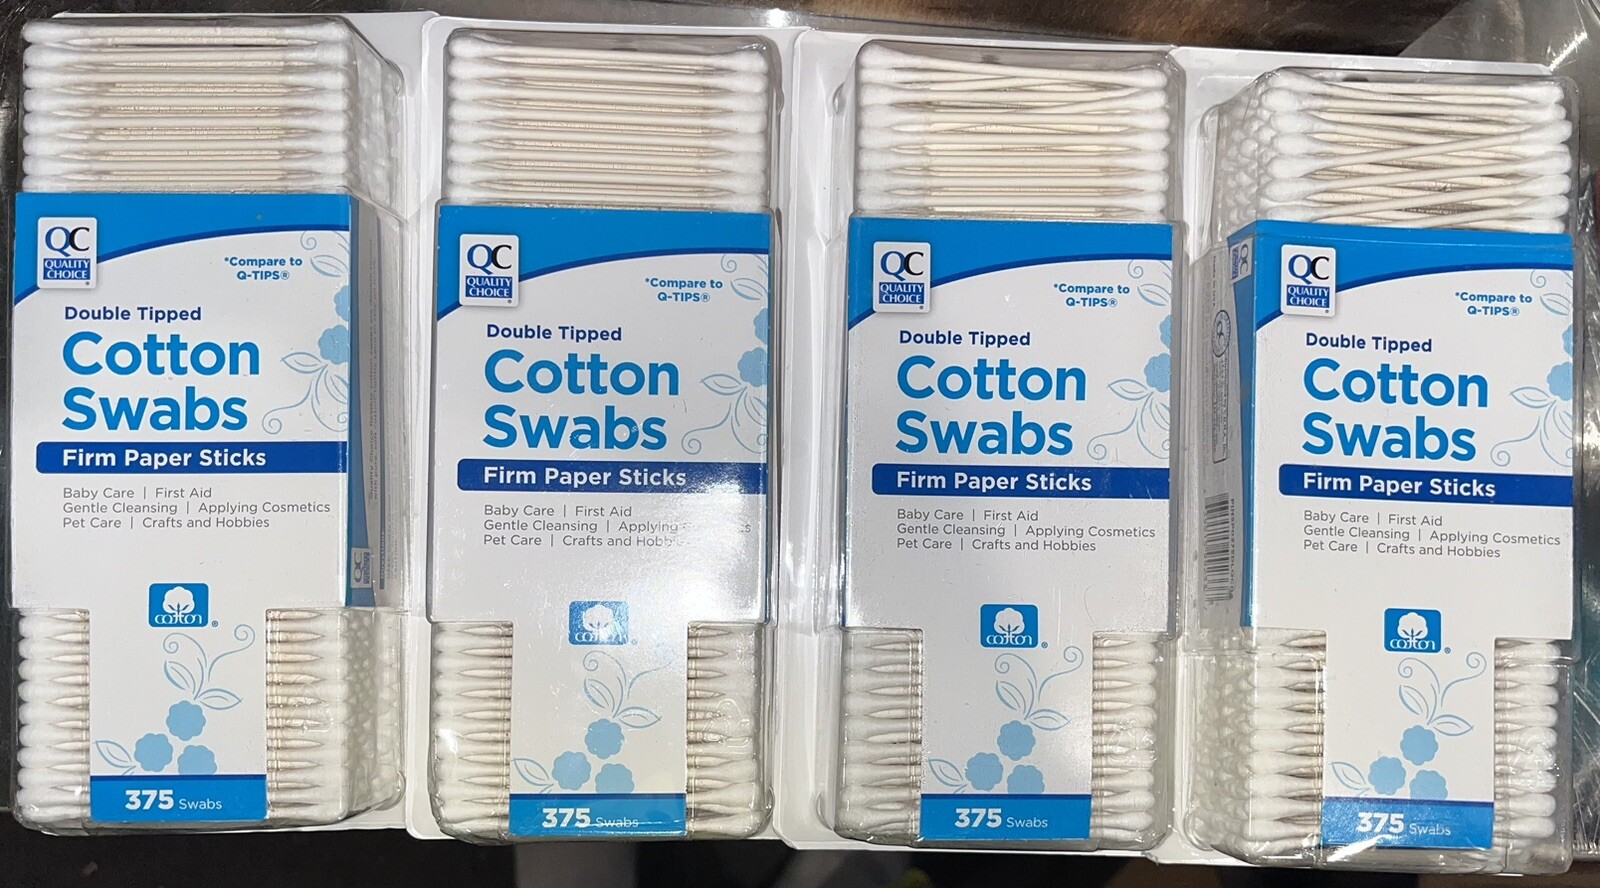 QC
QUALITY
CHOICE
*Compare to
Q-TIPS®
Double Tipped
Cotton
Swabs
Firm Paper Sticks
Baby Care | First Aid
Gentle Cleansing | Applying Cosmetics
Pet Care | Crafts and Hobbies
cotton
®
375 Swabs
QC
QUALITY
CHOICE
*Compare to
Q-TIPS®
Double Tipped
Cotton
Swabs
Firm Paper Sticks
Baby Care | First Aid
Gentle Cleansing | Applying Cosmetics
Pet Care | Crafts and Hobbies
cotton
375 Swabs
QC
QUALITY
CHOICE
*Compare to
Q-TIPS®
Double Tipped
Cotton
Swabs
Firm Paper Sticks
Baby Care | First Aid
Gentle Cleansing | Applying Cosmetics
Pet Care | Crafts and Hobbies
cotton
®
375 Swabs
QC
QUALITY
CHOICE
*Compare to
Q-TIPS®
Double Tipped
Cotton
Swabs
Firm Paper Sticks
Baby Care | First Aid
Gentle Cleansing | Applying Cosmetics
Pet Care | Crafts and Hobbies
cotton
®
375 Swabs